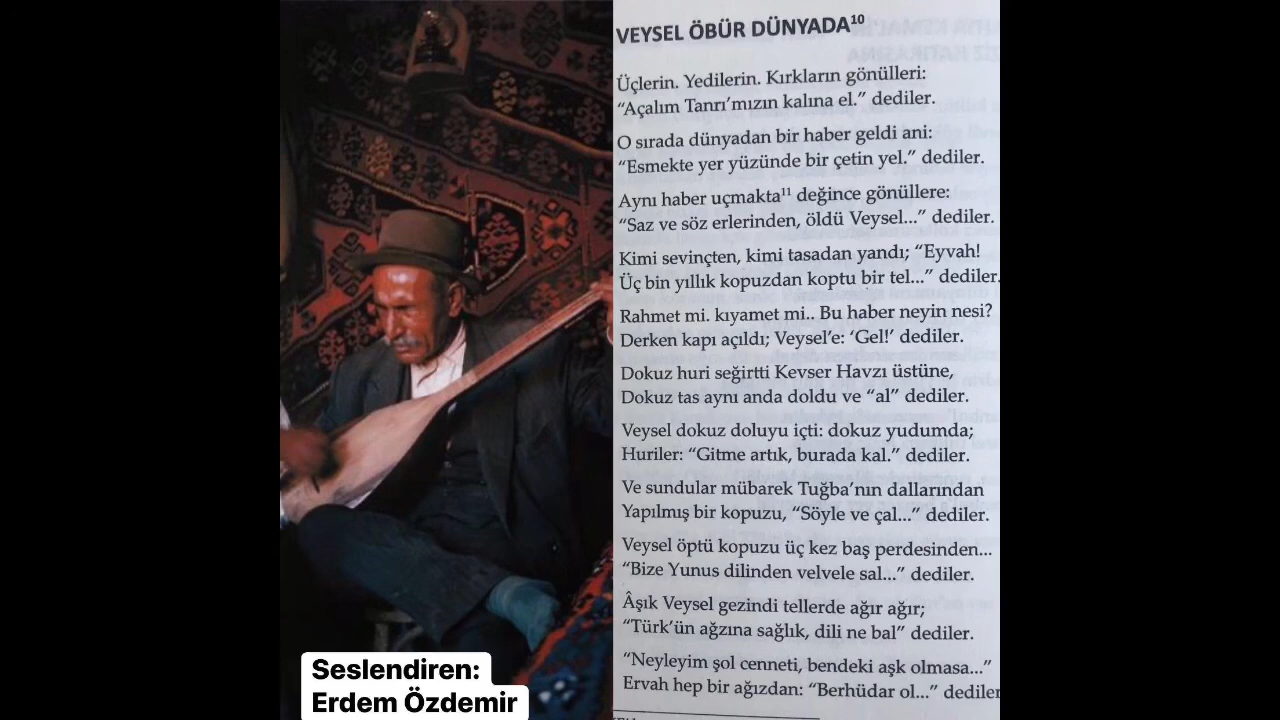 VEYSEL ÖBÜR DÜNYADA¹⁰
Üçlerin. Yedilerin. Kırkların gönülleri:
“Açalım Tanrı’mızın kalına el.” dediler.
O sırada dünyadan bir haber geldi ani:
“Esmekte yer yüzünde bir çetin yel.” dediler.
Aynı haber uçmakta¹¹ değince gönüllere:
“Saz ve söz erlerinden, öldü Veysel...” dediler.
Kimi sevinçten, kimi tasadan yandı; “Eyvah!
Üç bin yıllık kopuzdan koptu bir tel...” dediler.
Rahmet mi. kıyamet mi.. Bu haber neyin nesi?
Derken kapı açıldı; Veysel’e: ‘Gel!’ dediler.
Dokuz huri seğirtti Kevser Havzı üstüne,
Dokuz tas aynı anda doldu ve “al” dediler.
Veysel dokuz doluyu içti: dokuz yudumda;
Huriler: “Gitme artık, burada kal.” dediler.
Ve sundular mübarek Tuğba’nın dallarından
Yapılmış bir kopuzu, “Söyle ve çal...” dediler.
Veysel öptü kopuzu üç kez baş perdesinden...
“Bize Yunus dilinden velvele sal...” dediler.
Âşık Veysel gezindi tellerde ağır ağır;
“Türk’ün ağzına sağlık, dili ne bal” dediler.
“Neyleyim şol cenneti, bendeki aşk olmasa...”
Ervah hep bir ağızdan: “Berhüdar ol...” dediler
Seslendiren:
Erdem Özdemir